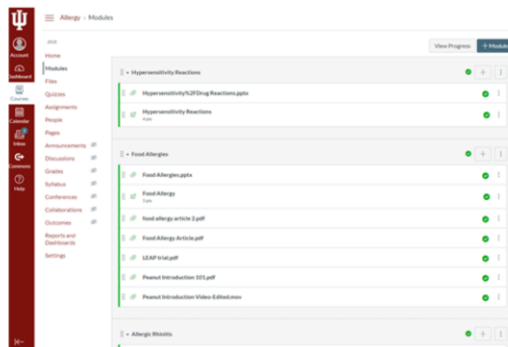 Allergy › Modules
Account
Dashboard
Courses
Calendar
Inbox
Commons
Help
Home
Modules
Files
Quizzes
Assignments
People
Pages
Announcements
Discussions
Grades
Syllabus
Conferences
Collaborations
Outcomes
Reports and
Dashboards
Settings
View Progress
+ Module
Hypersensitivity Reactions
Hypersensitivity%2FDrug Reactions.pptx
Hypersensitivity Reactions
Food Allergies
Food Allergies.pptx
Food Allergy
food allergy article 2.pdf
Food Allergy Article.pdf
LEAP trial.pdf
Peanut Introduction 101.pdf
Peanut Introduction Video-Edited.mov
Allergic Rhinitis